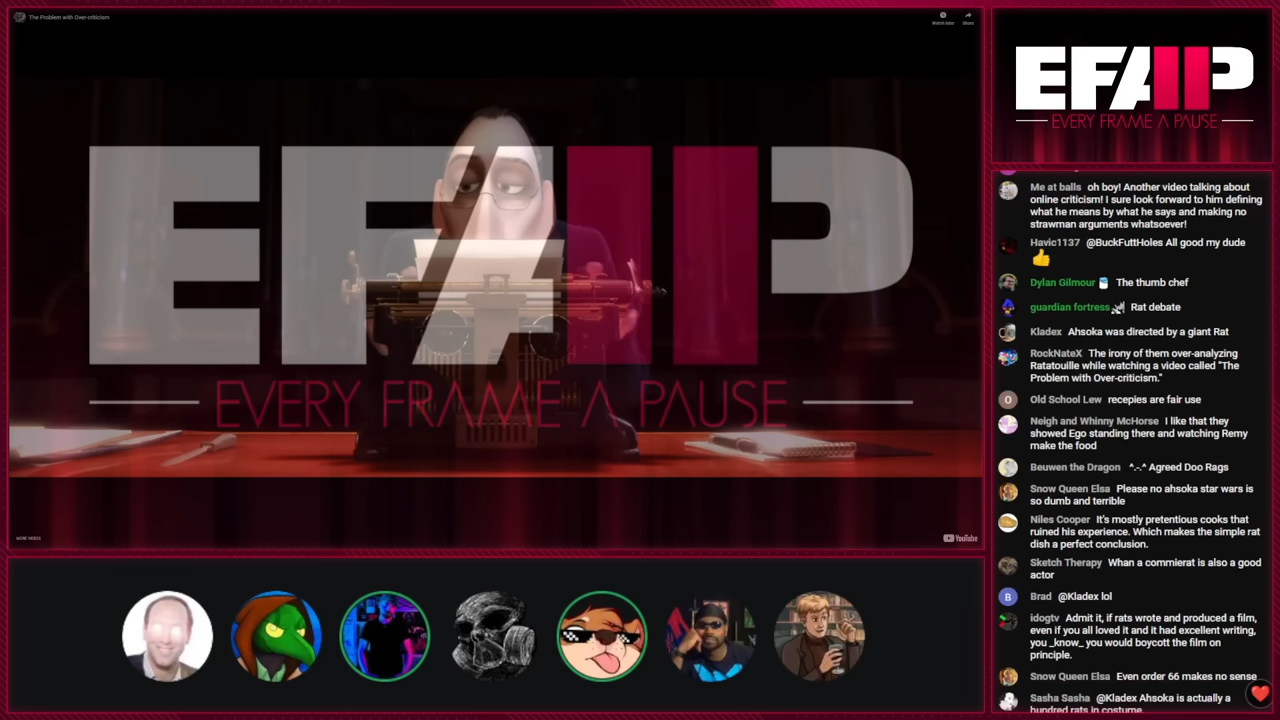 The Problem with Over-criticism
Watch later
Share
EFAP
EVERY FRAME A PAUSE
MORE VIDEOS
YouTube
EFAP
EVERY FRAME A PAUSE
Me at balls oh boy! Another video talking about
online criticism! I sure look forward to him defining
what he means by what he says and making no
strawman arguments whatsoever!
Havic1137 @BuckFuttHoles All good my dude
👍
Dylan Gilmour The thumb chef
guardian fortress Rat debate
Kladex Ahsoka was directed by a giant Rat
RockNateX The irony of them over-analyzing
Ratatouille while watching a video called "The
Problem with Over-criticism."
O Old School Lew recepies are fair use
Neigh and Whinny McHorse I like that they
showed Ego standing there and watching Remy
make the food
Beuwen the Dragon ^-.-^ Agreed Doo Rags
Snow Queen Elsa Please no ahsoka star wars is
so dumb and terrible
Niles Cooper It's mostly pretentious cooks that
ruined his experience. Which makes the simple rat
dish a perfect conclusion.
Sketch Therapy Whan a commierat is also a good
actor
B Brad @Kladex lol
idogtv Admit it, if rats wrote and produced a film,
even if you all loved it and it had excellent writing,
you _know_ you would boycott the film on
principle.
Snow Queen Elsa Even order 66 makes no sense
Sasha Sasha @Kladex Ahsoka is actually a
hundred rats in costume.